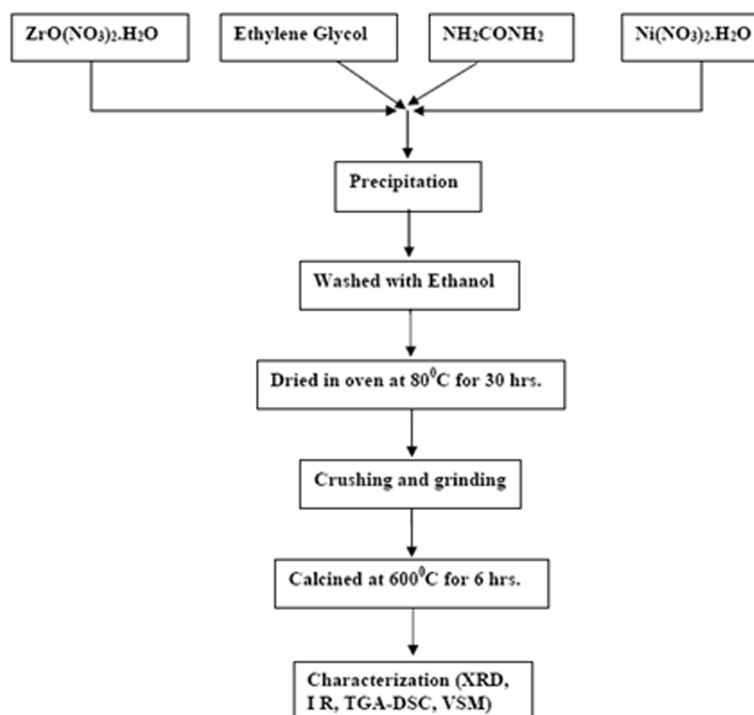 ZrO(NO3)2.H2O
Ethylene Glycol
NH2CONH2
Ni(NO3)2.H2O
Precipitation
Washed with Ethanol
Dried in oven at 80⁰C for 30 hrs.
Crushing and grinding
Calcined at 600⁰C for 6 hrs.
Characterization (XRD,
I R, TGA-DSC, VSM)